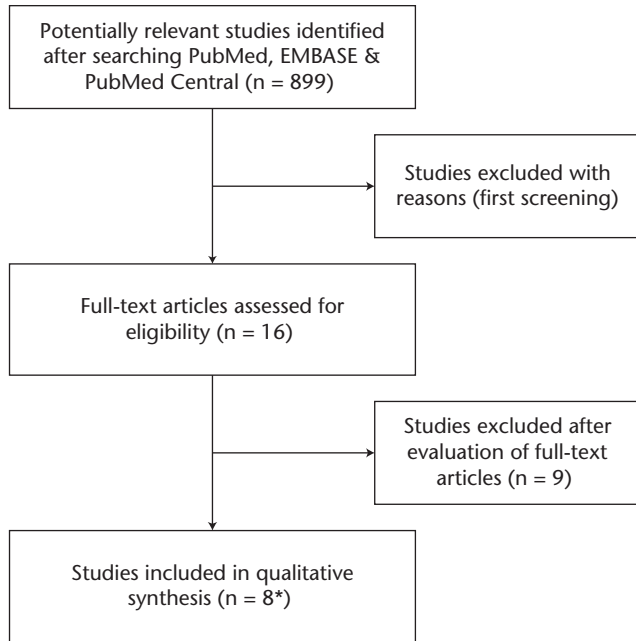 Potentially relevant studies identified
after searching PubMed, EMBASE &
PubMed Central (n = 899)
Studies excluded with
reasons (first screening)
Full-text articles assessed for
eligibility (n = 16)
Studies excluded after
evaluation of full-text
articles (n = 9)
Studies included in qualitative
synthesis (n = 8*)